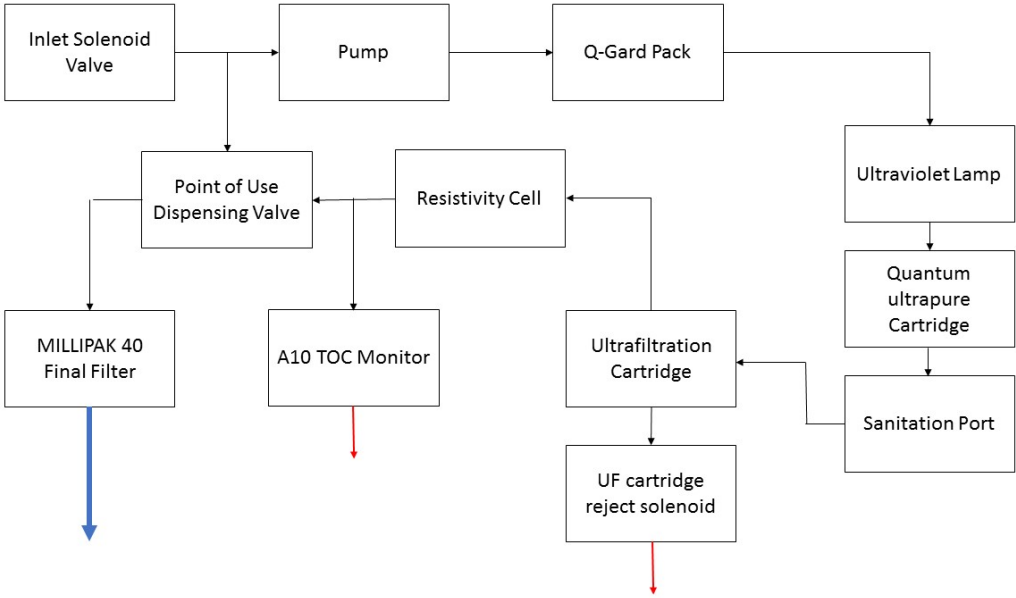 Inlet Solenoid
Valve
Pump
Q-Gard Pack
Ultraviolet Lamp
Point of Use
Dispensing Valve
Resistivity Cell
Quantum
ultrapure
Cartridge
MILLIPAK 40
Final Filter
A10 TOC Monitor
Ultrafiltration
Cartridge
Sanitation Port
UF cartridge
reject solenoid